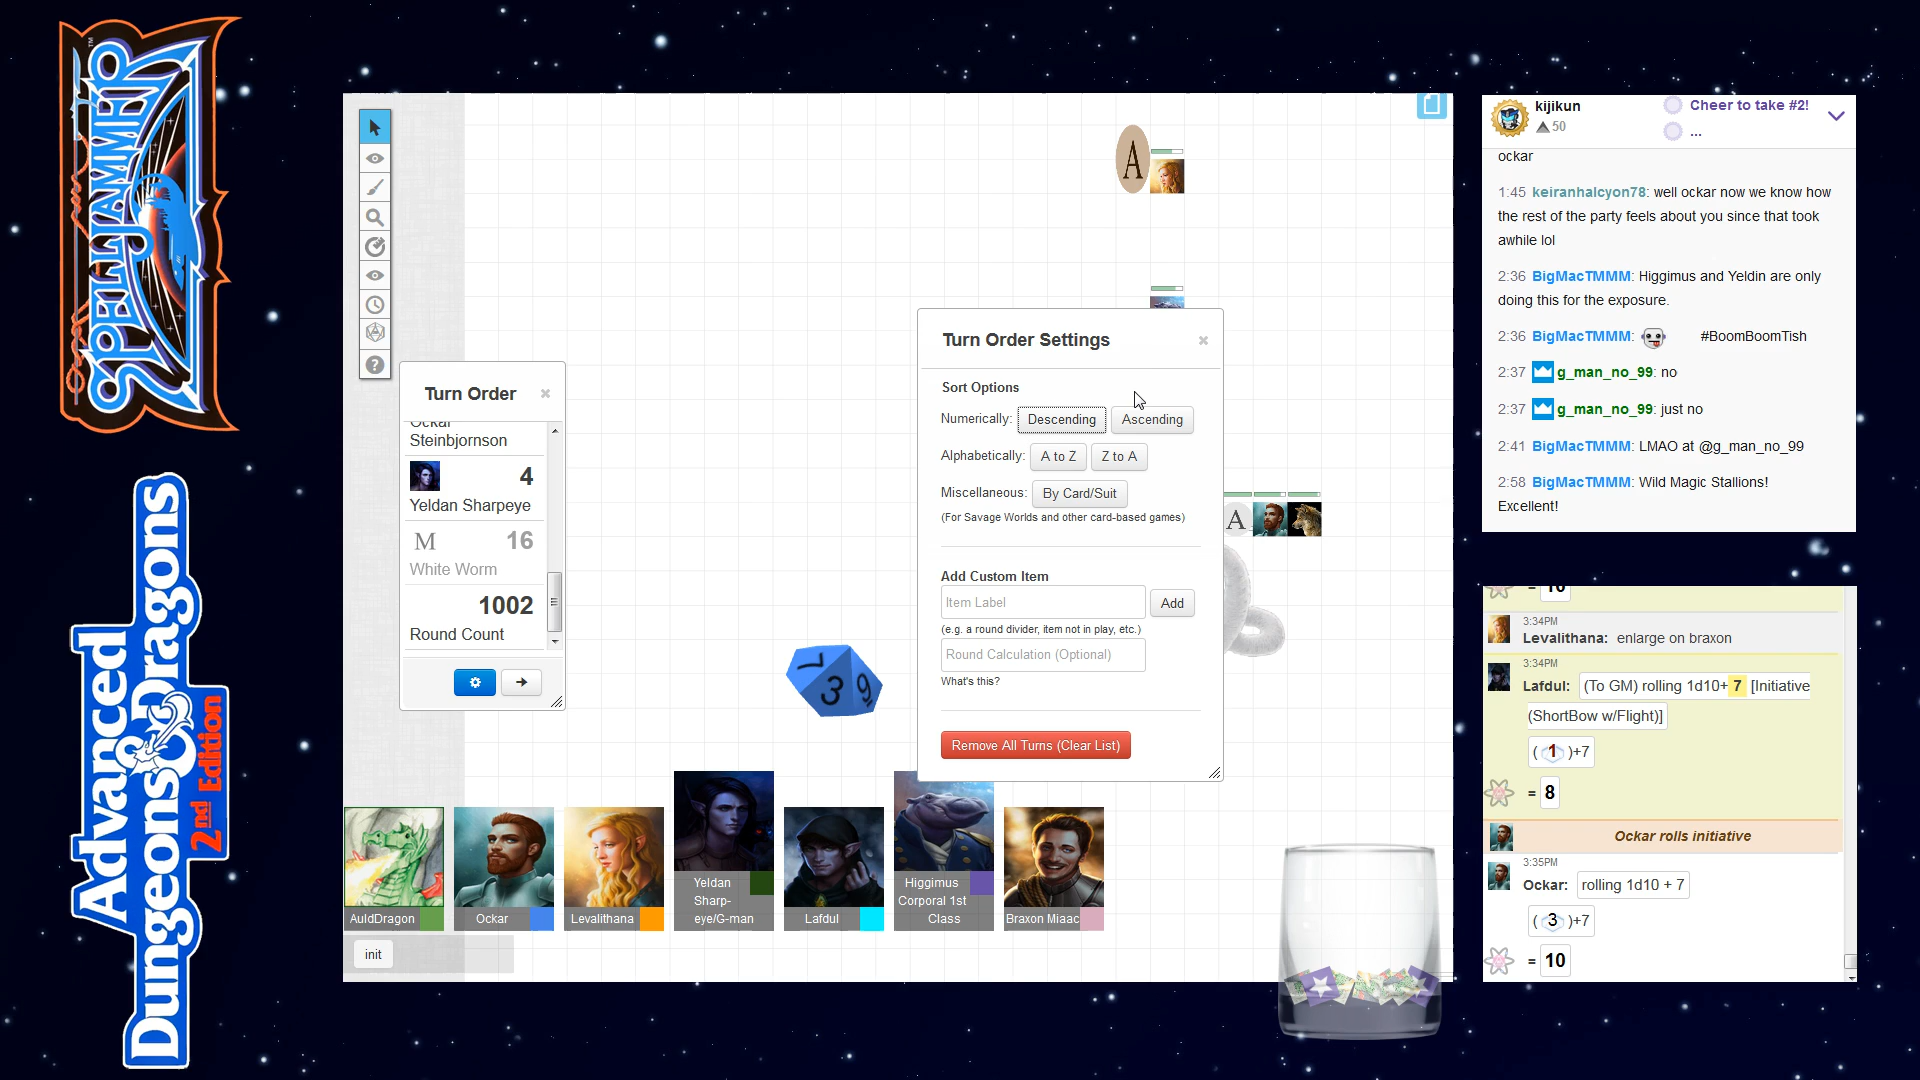 SPELLJAMMER
TM
Advanced
Dungeons & Dragons
2nd Edition
A
Turn Order
Ockar
Steinbjornson
4
Yeldan Sharpeye
M
16
White Worm
1002
Round Count
7
3
9
Turn Order Settings
Sort Options
Numerically: Descending Ascending
Alphabetically: A to Z Z to A
Miscellaneous: By Card/Suit
(For Savage Worlds and other card-based games)
Add Custom Item
Item Label Add
(e.g. a round divider, item not in play, etc.)
Round Calculation (Optional)
What's this?
Remove All Turns (Clear List)
A
AuldDragon
Ockar
Levalithana
Yeldan
Sharp-
eye/G-man
Lafdul
Higgimus
Corporal 1st
Class
Braxon Miaac
init
kijikun
50
Cheer to take #2!
...
ockar
1:45 keiranhalcyon78: well ockar now we know how
the rest of the party feels about you since that took
awhile lol
2:36 BigMacTMMM: Higgimus and Yeldin are only
doing this for the exposure.
2:36 BigMacTMMM: #BoomBoomTish
2:37 g_man_no_99: no
2:37 g_man_no_99: just no
2:41 BigMacTMMM: LMAO at @g_man_no_99
2:58 BigMacTMMM: Wild Magic Stallions!
Excellent!
= 10
3:34PM
Levalithana: enlarge on braxon
3:34PM
Lafdul: (To GM) rolling 1d10+ 7 [Initiative
(ShortBow w/Flight)]
(1)+7
= 8
Ockar rolls initiative
3:35PM
Ockar: rolling 1d10 + 7
(3)+7
= 10